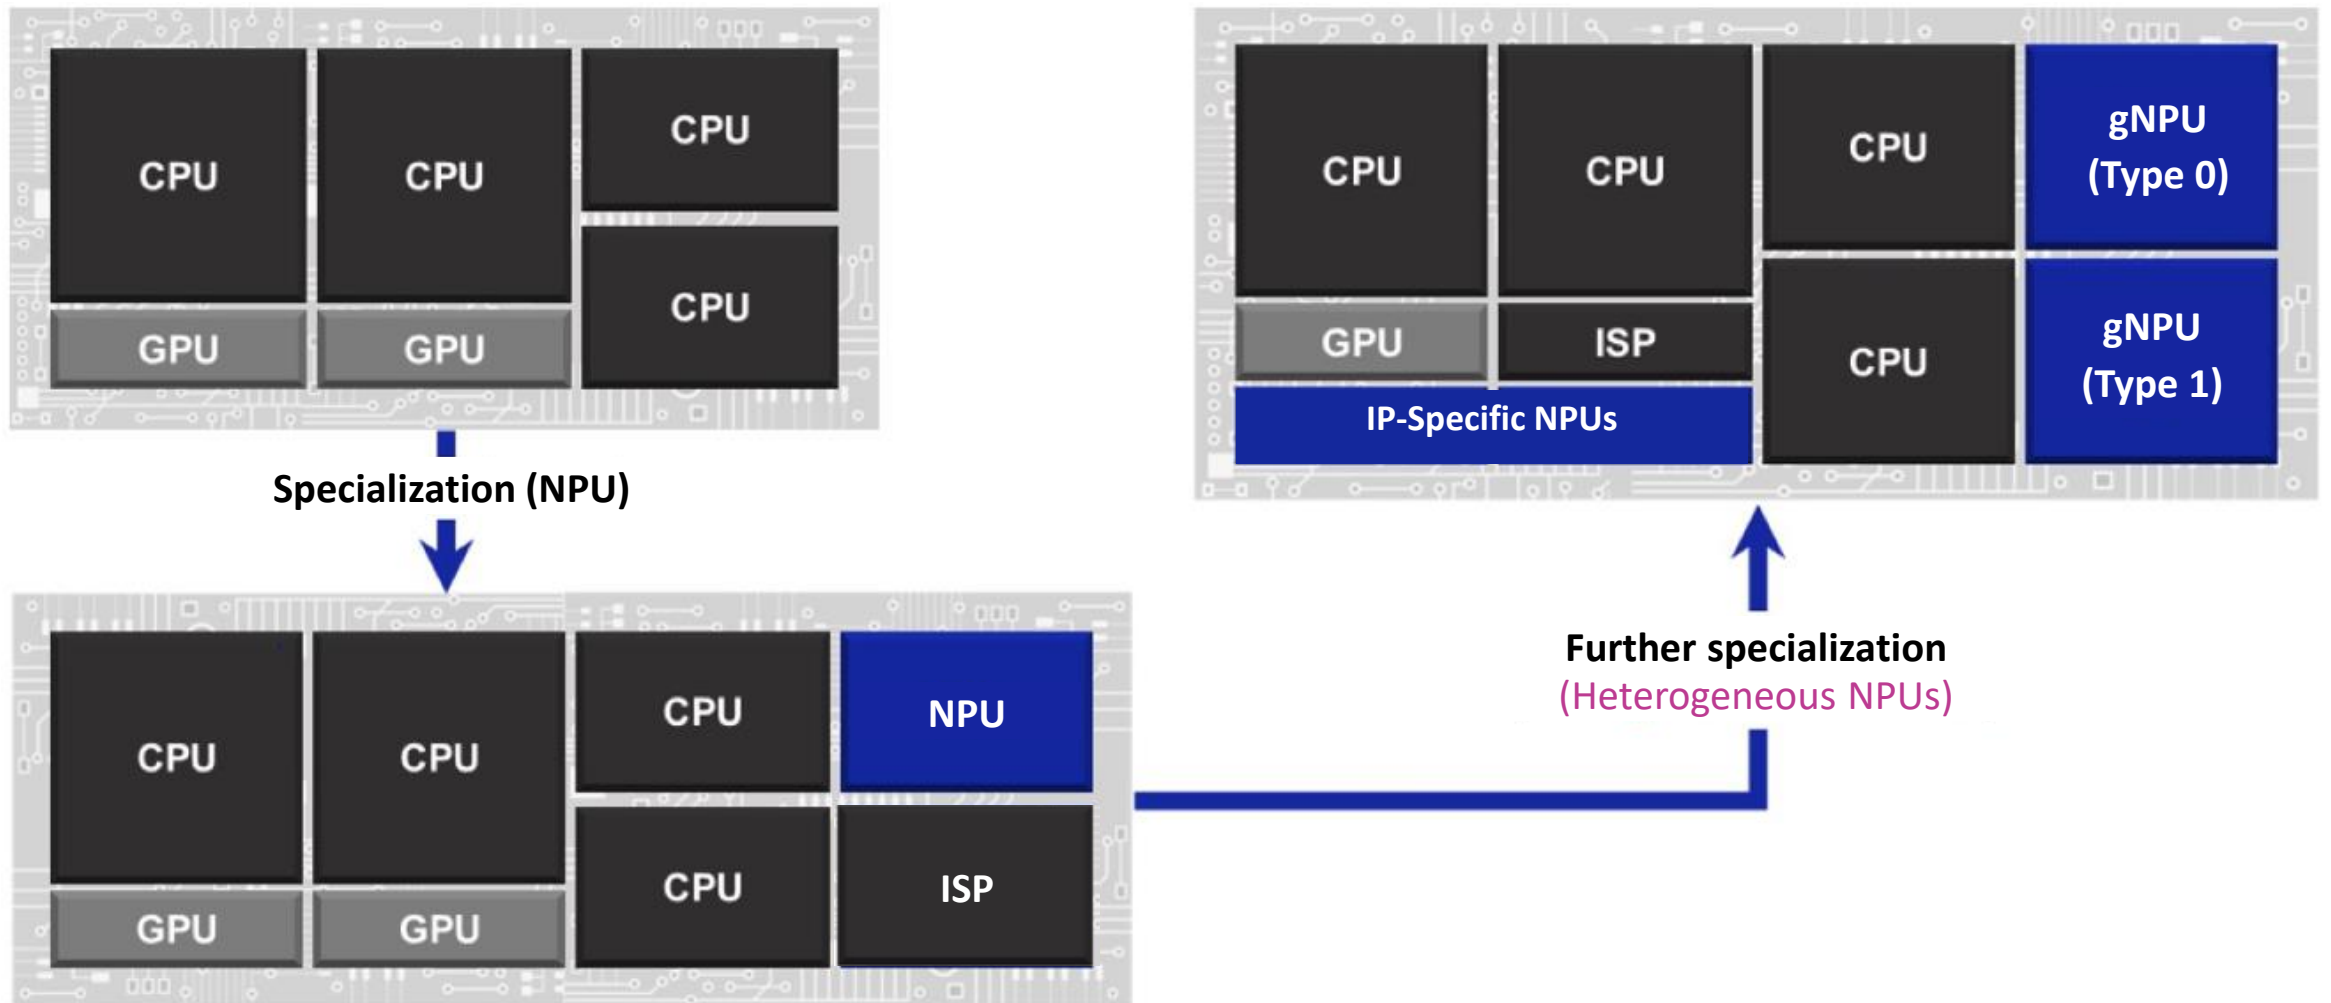 CPU
CPU
CPU
CPU
GPU
GPU
Specialization (NPU)
CPU
CPU
CPU
NPU
CPU
ISP
GPU
GPU
Further specialization
(Heterogeneous NPUs)
CPU
CPU
CPU
gNPU
(Type 0)
GPU
ISP
CPU
gNPU
(Type 1)
IP-Specific NPUs